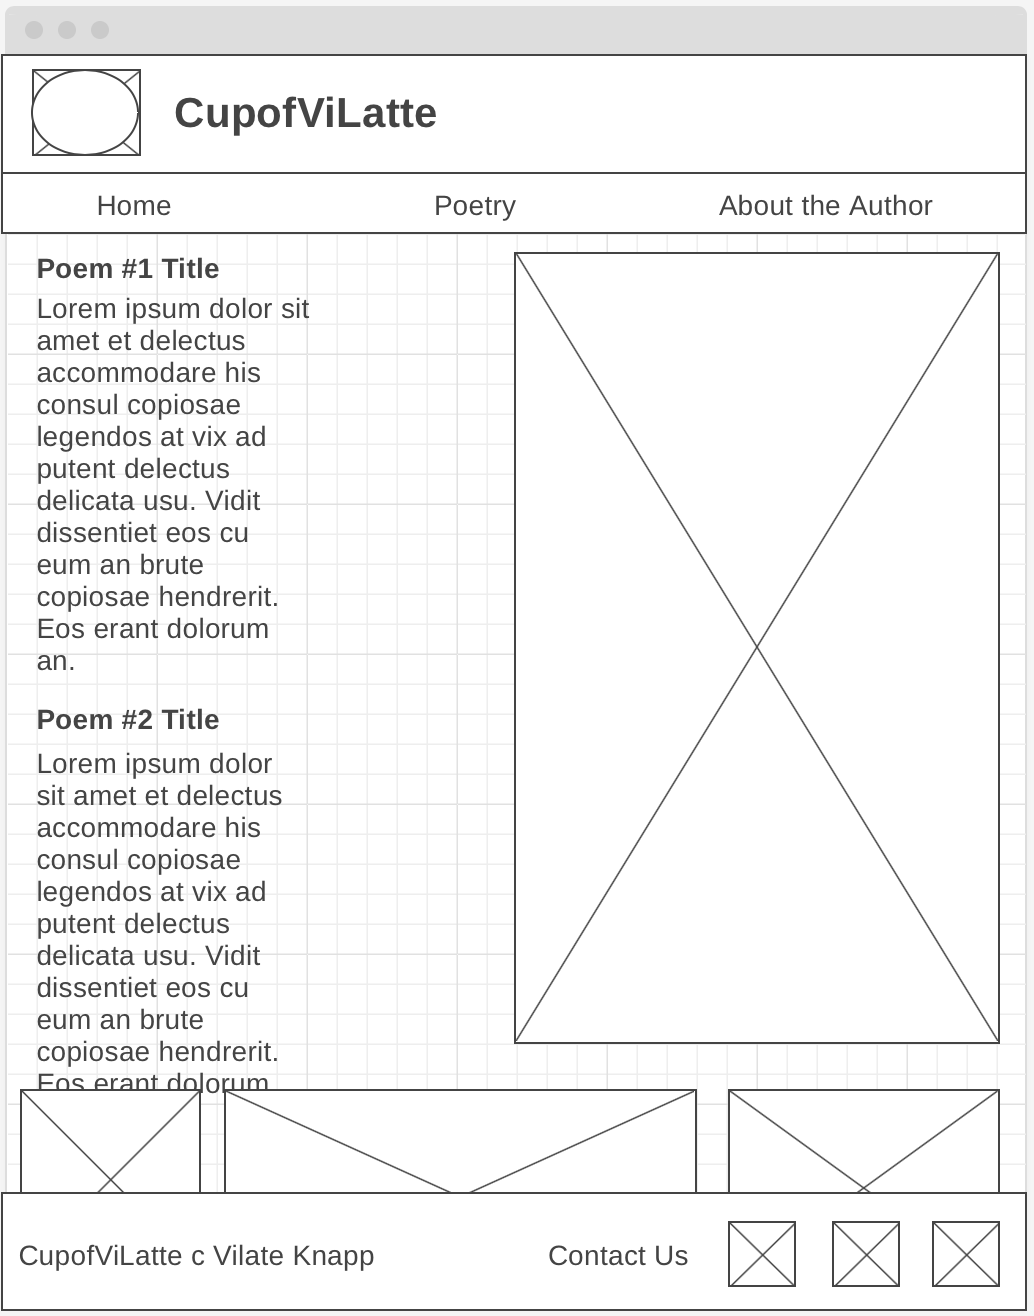 CupofViLatte
Home Poetry About the Author
Poem #1 Title
Lorem ipsum dolor sit
amet et delectus
accommodare his
consul copiosae
legendos at vix ad
putent delectus
delicata usu. Vidit
dissentiet eos cu
eum an brute
copiosae hendrerit.
Eos erant dolorum
an.
Poem #2 Title
Lorem ipsum dolor
sit amet et delectus
accommodare his
consul copiosae
legendos at vix ad
putent delectus
delicata usu. Vidit
dissentiet eos cu
eum an brute
copiosae hendrerit.
Eos erant dolorum
CupofViLatte c Vilate Knapp Contact Us